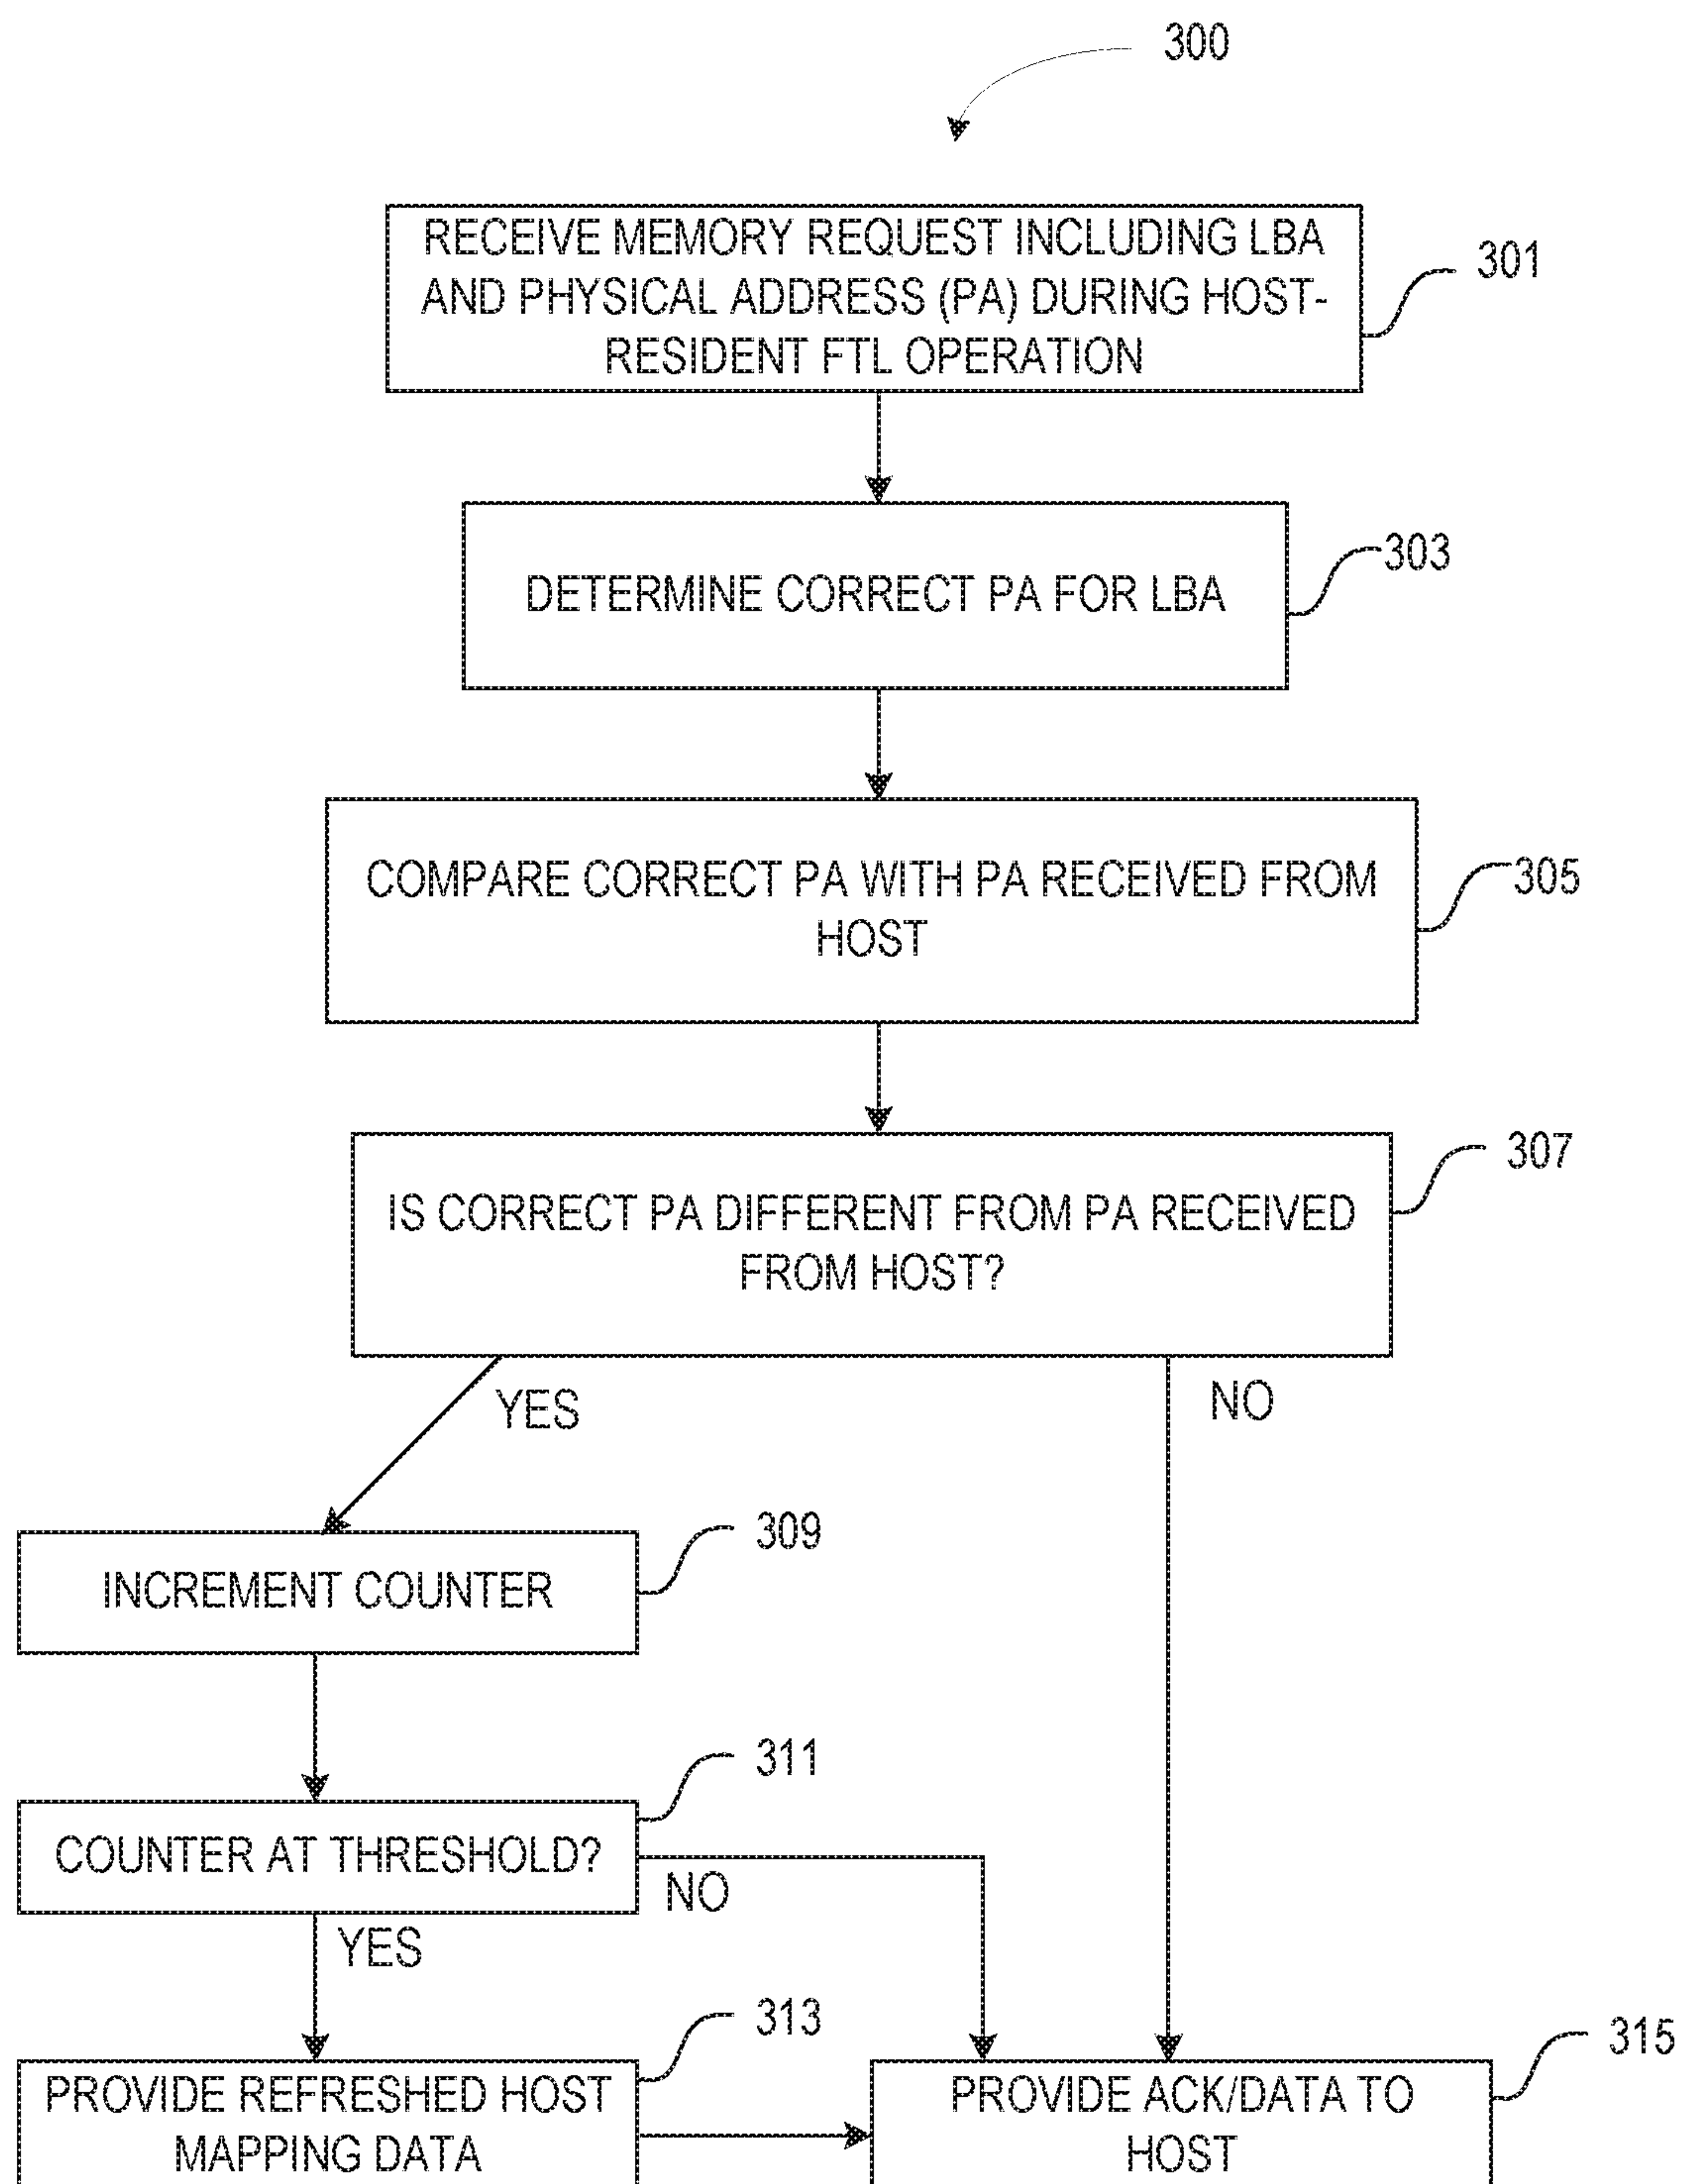 300
RECEIVE MEMORY REQUEST INCLUDING LBA
AND PHYSICAL ADDRESS (PA) DURING HOST-
RESIDENT FTL OPERATION
301
DETERMINE CORRECT PA FOR LBA
303
COMPARE CORRECT PA WITH PA RECEIVED FROM
HOST
305
IS CORRECT PA DIFFERENT FROM PA RECEIVED
FROM HOST?
307
YES
NO
INCREMENT COUNTER
309
COUNTER AT THRESHOLD?
311
NO
YES
PROVIDE REFRESHED HOST
MAPPING DATA
313
PROVIDE ACK/DATA TO
HOST
315